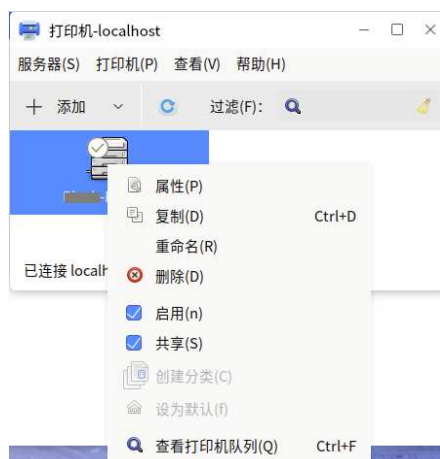 打印机-localhost
服务器(S) 打印机(P) 查看(V) 帮助(H)
添加 过滤(F):
属性(P)
复制(D) Ctrl+D
重命名(R)
已连接 localh
删除(D)
启用(n)
共享(S)
创建分类(C)
设为默认(f)
查看打印机队列(Q) Ctrl+F